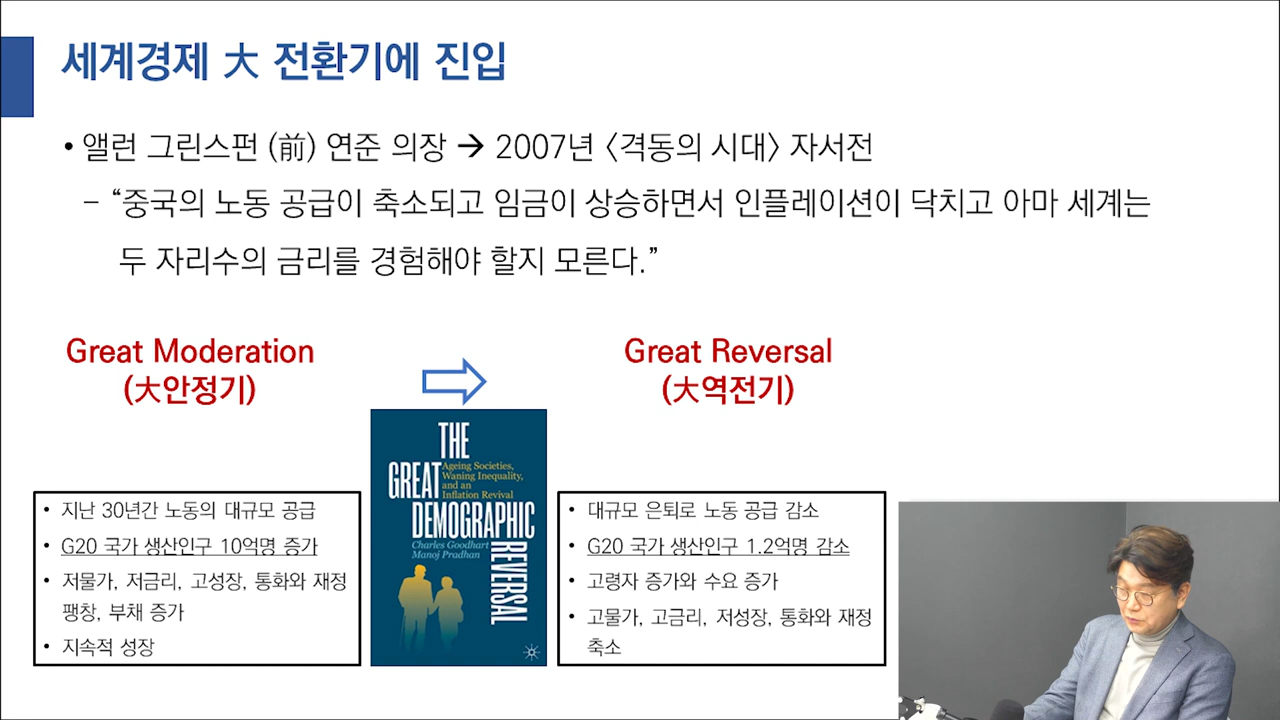 세계경제 大 전환기에 진입
• 앨런 그린스펀 (前) 연준 의장 → 2007년 <격동의 시대> 자서전
– “중국의 노동 공급이 축소되고 임금이 상승하면서 인플레이션이 닥치고 아마 세계는
두 자리수의 금리를 경험해야 할지 모른다.”
Great Moderation
(大안정기)
Great Reversal
(大역전기)
• 지난 30년간 노동의 대규모 공급
• G20 국가 생산인구 10억명 증가
• 저물가, 저금리, 고성장, 통화와 재정
팽창, 부채 증가
• 지속적 성장
THE
GREAT
Ageing Societies,
Waning Inequality,
and an
Inflation Revival
DEMOGRAPHIC
Charles Goodhart
Manoj Pradhan
REVERSAL
• 대규모 은퇴로 노동 공급 감소
• G20 국가 생산인구 1.2억명 감소
• 고령자 증가와 수요 증가
• 고물가, 고금리, 저성장, 통화와 재정
축소